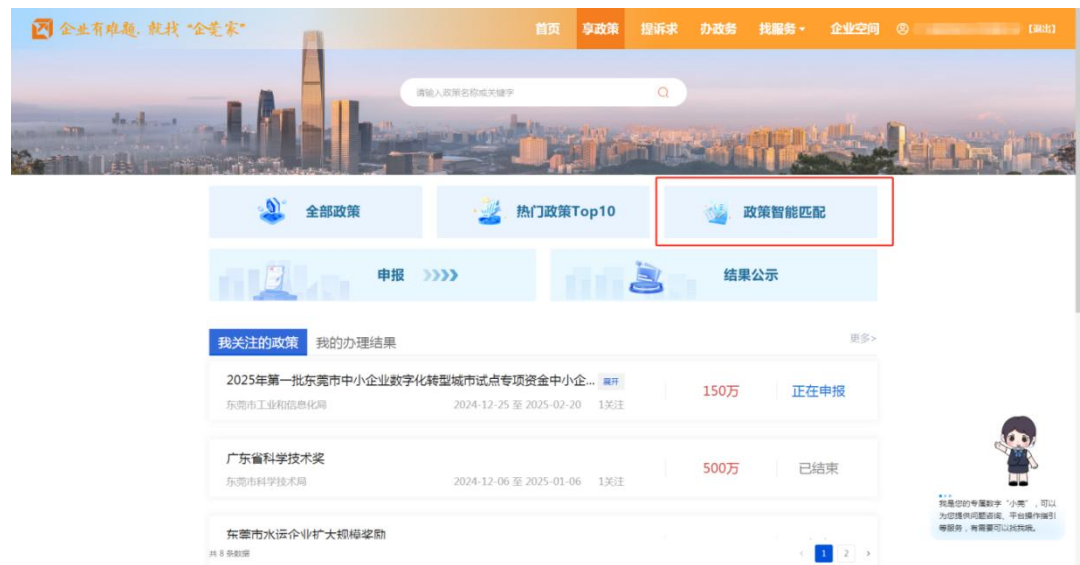 企业有难题,就找“企莞家”
首页 享政策 提诉求 办政务 找服务 企业空间 [退出]
请输入政策名称或关键字
全部政策 热门政策Top10 政策智能匹配
申报 》》》》 结果公示
我关注的政策 我的办理结果 更多>
2025年第一批东莞市中小企业数字化转型城市试点专项资金中小企... 展开 150万 正在申报
东莞市工业和信息化局 2024-12-25 至 2025-02-20 1关注
广东省科学技术奖 500万 已结束
东莞市科学技术局 2024-12-06 至 2025-01-06 1关注
东莞市水运企业扩大规模奖励
共 8 条数据 < 1 2 >
我是您的专属数字“小莞”,可以
为您提供问题咨询、平台操作指引
等服务,有需要可以找我哦。